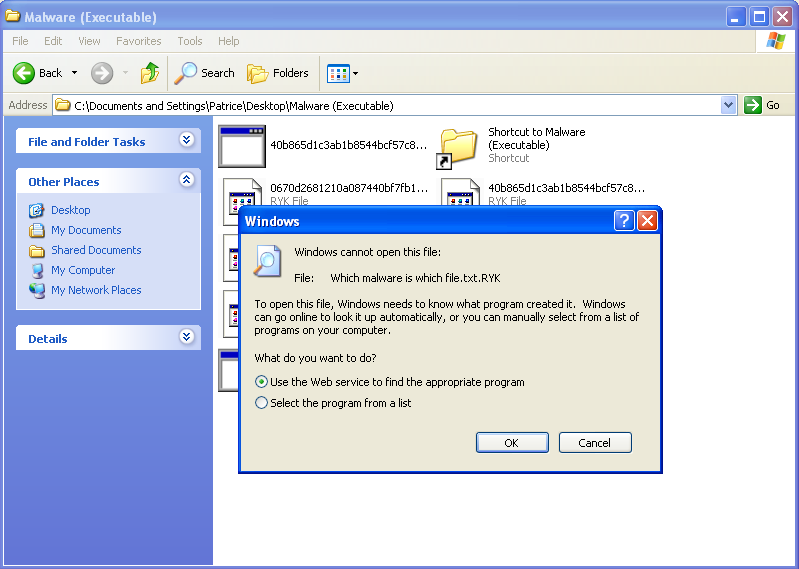 Malware (Executable)
File Edit View Favorites Tools Help
Back Search Folders
Address C:\Documents and Settings\Patrice\Desktop\Malware (Executable) Go
File and Folder Tasks
Other Places
Desktop
My Documents
Shared Documents
My Computer
My Network Places
Details
40b865d1c3ab1b8544bcf57c8...
Shortcut to Malware
(Executable)
Shortcut
0670d2681210a087440bf7fb1...
RYK File
40b865d1c3ab1b8544bcf57c8...
RYK File
Windows
Windows cannot open this file:
File: Which malware is which file.txt.RYK
To open this file, Windows needs to know what program created it. Windows
can go online to look it up automatically, or you can manually select from a list of
programs on your computer.
What do you want to do?
Use the Web service to find the appropriate program
Select the program from a list
OK Cancel